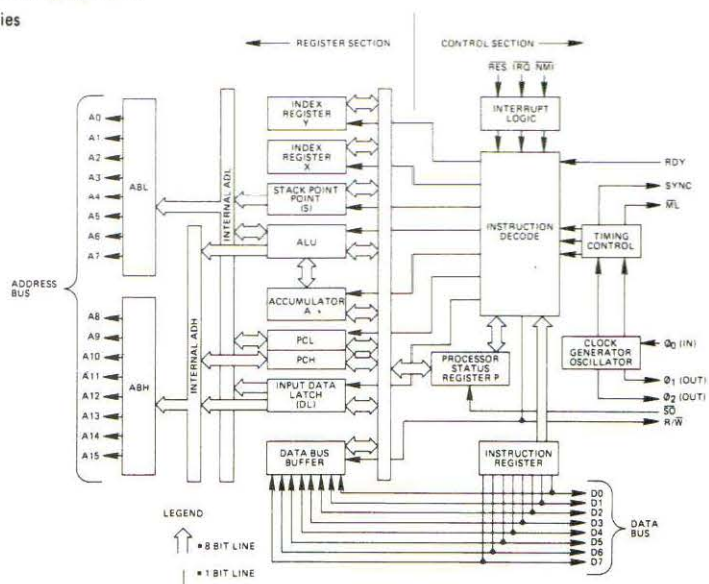 ies
REGISTER SECTION
CONTROL SECTION
RES IRQ NMI
INTERRUPT
LOGIC
INDEX
REGISTER
Y
INDEX
REGISTER
X
STACK POINT
POINT
(S)
ALU
ACCUMULATOR
A
PCL
PCH
INPUT DATA
LATCH
(DL)
DATA BUS
BUFFER
INTERNAL ADL
INTERNAL ADH
ABL
ABH
A0
A1
A2
A3
A4
A5
A6
A7
ADDRESS
BUS
A8
A9
A10
A11
A12
A13
A14
A15
INSTRUCTION
DECODE
TIMING
CONTROL
CLOCK
GENERATOR
OSCILLATOR
PROCESSOR
STATUS
REGISTER P
INSTRUCTION
REGISTER
RDY
SYNC
ML
Ø0 (IN)
Ø1 (OUT)
Ø2 (OUT)
SO
R/W
D0
D1
D2
D3
D4
D5
D6
D7
DATA
BUS
LEGEND
= 8 BIT LINE
= 1 BIT LINE